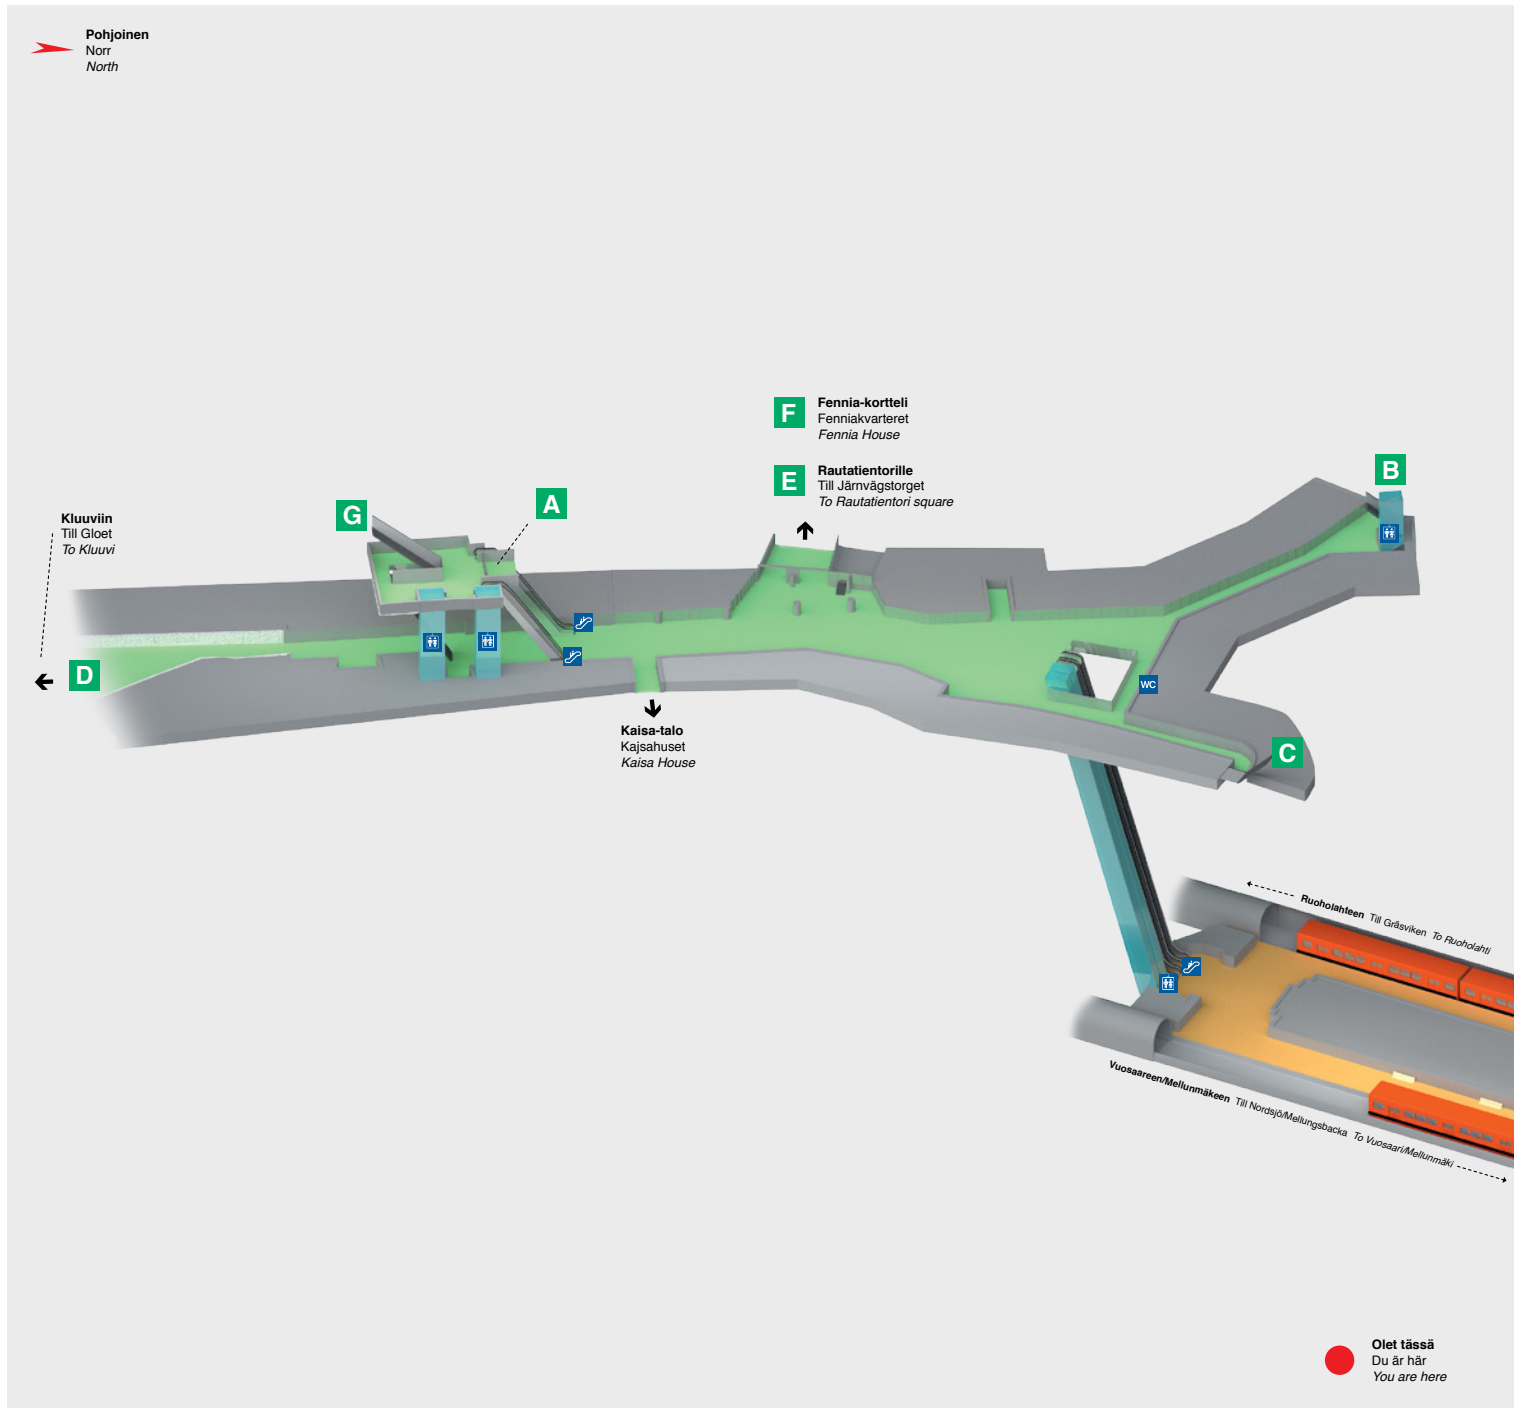 Pohjoinen
Norr
North
F
Fennia-kortteli
Fenniakvarteret
Fennia House
E
Rautatientorille
Till Järnvägstorget
To Rautatientori square
B
A
G
Kluuviin
Till Gloet
To Kluuvi
D
WC
Kaisa-talo
Kajsahuset
Kaisa House
C
Ruoholahteen Till Gräsviken To Ruoholahti
Vuosaareen/Mellunmäkeen Till Nordsjö/Mellungsbacka To Vuosaari/Mellunmäki
Olet tässä
Du är här
You are here